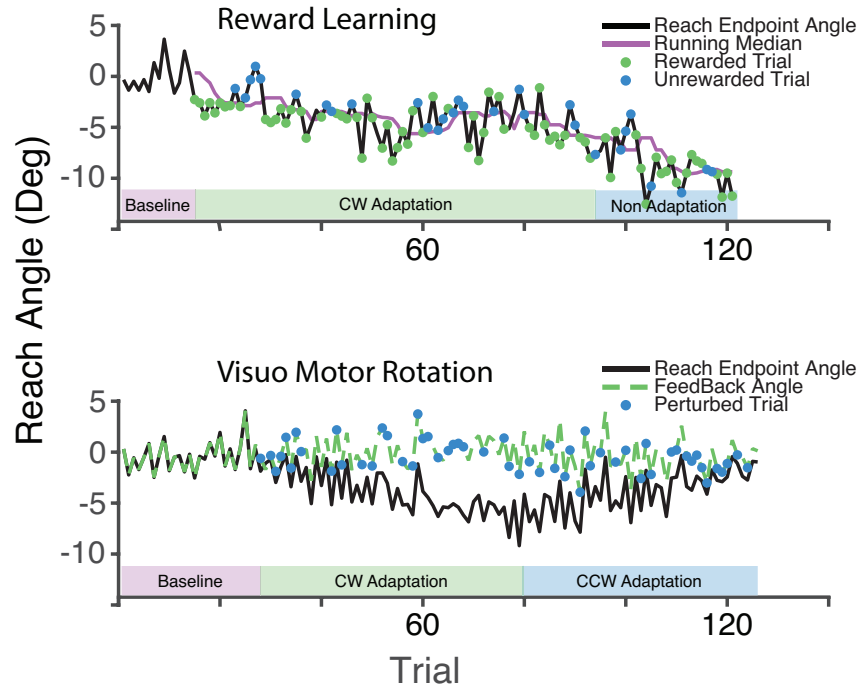 Reward Learning
Reach Endpoint Angle
Running Median
Rewarded Trial
Unrewarded Trial
5
0
-5
-10
Baseline
CW Adaptation
Non Adaptation
60
120
Reach Angle (Deg)
Visuo Motor Rotation
Reach Endpoint Angle
FeedBack Angle
Perturbed Trial
5
0
-5
-10
Baseline
CW Adaptation
CCW Adaptation
60
120
Trial